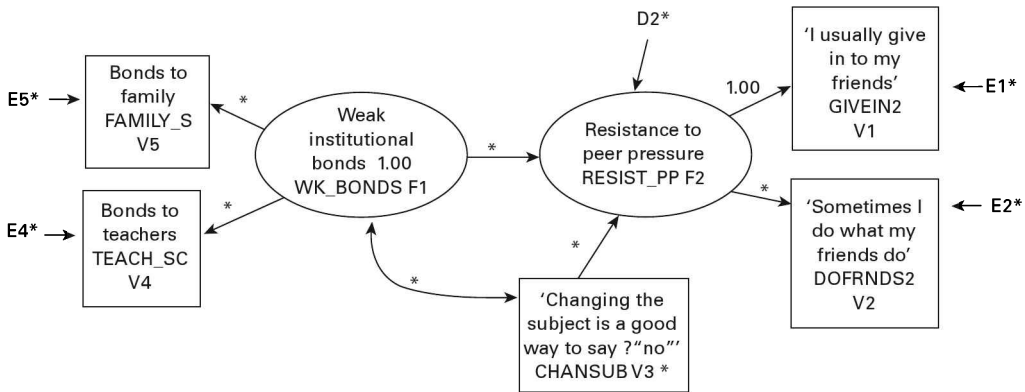 D2*
E5*
Bonds to
family
FAMILY_S
V5
*
Weak
institutional
bonds 1.00
WK_BONDS F1
*
Resistance to
peer pressure
RESIST_PP F2
1.00
'I usually give
in to my
friends'
GIVEIN2
V1
E1*
E4*
Bonds to
teachers
TEACH_SC
V4
*
*
'Sometimes I
do what my
friends do'
DOFRNDS2
V2
E2*
*
*
'Changing the
subject is a good
way to say ?"no"'
CHANSUB V3 *